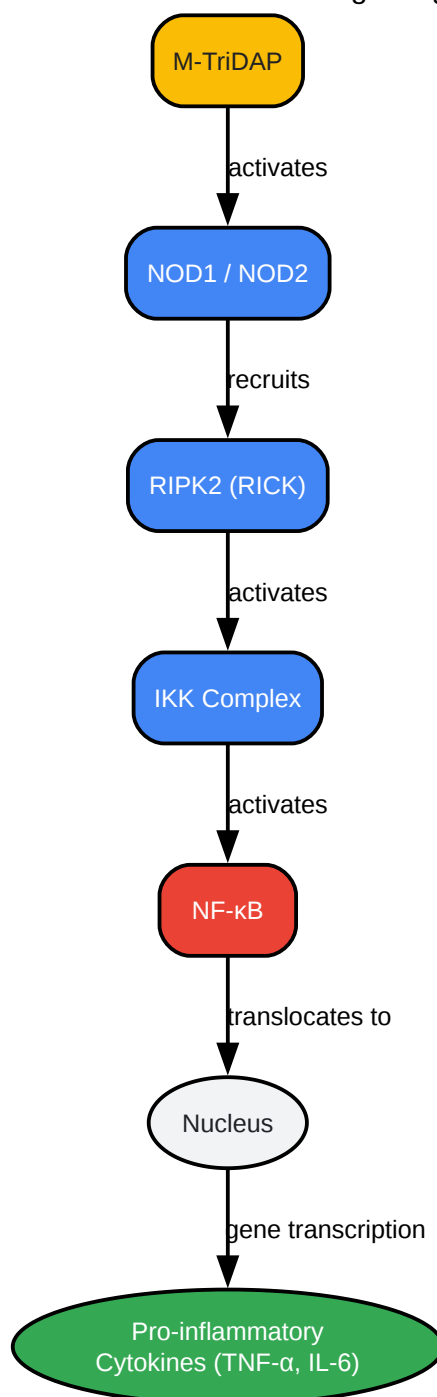 M-TriDAP
activates
NOD1 / NOD2
recruits
RIPK2 (RICK)
activates
IKK Complex
activates
NF-κB
translocates to
Nucleus
gene transcription
Pro-inflammatory
Cytokines (TNF-α, IL-6)